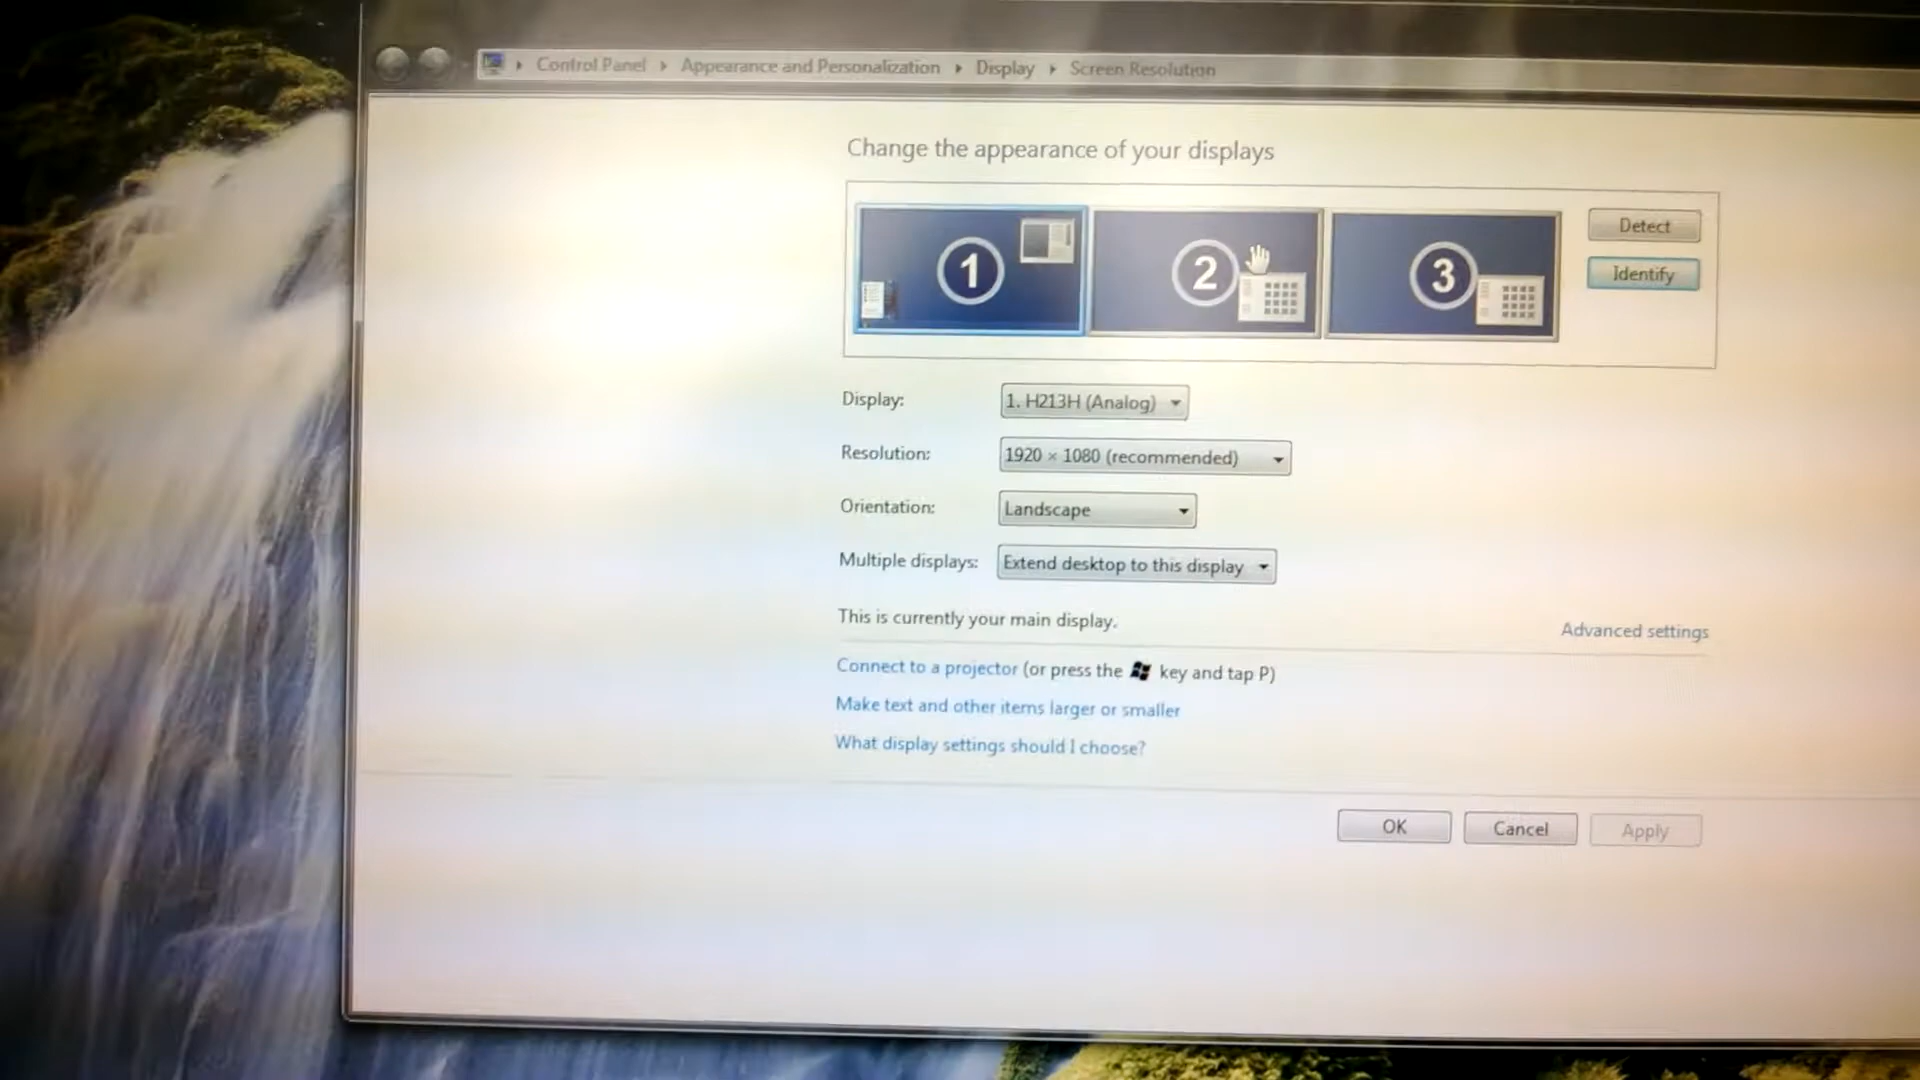 Control Panel Appearance and Personalization Display Screen Resolution
Change the appearance of your displays
1 2 3
Detect
Identify
Display: 1. H213H (Analog)
Resolution: 1920 × 1080 (recommended)
Orientation: Landscape
Multiple displays: Extend desktop to this display
This is currently your main display.
Advanced settings
Connect to a projector (or press the key and tap P)
Make text and other items larger or smaller
What display settings should I choose?
OK Cancel Apply